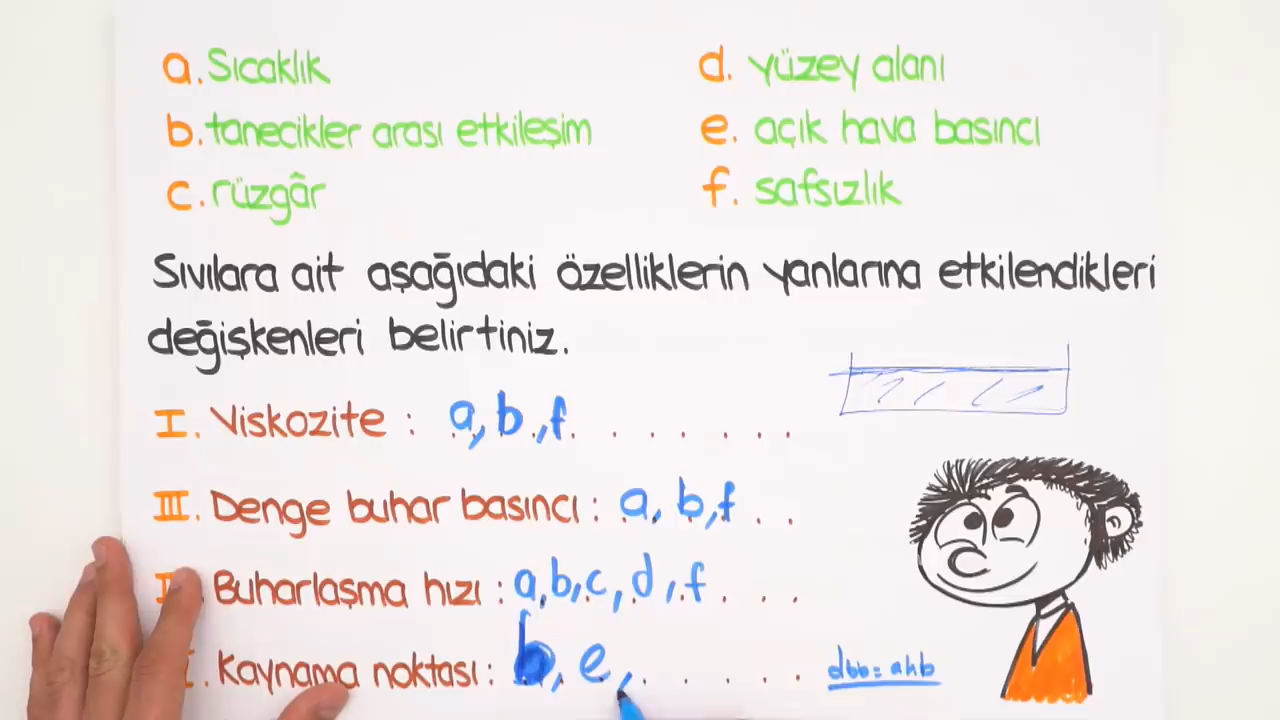 a. Sıcaklık
b. tanecikler arası etkileşim
c. rüzgâr
d. yüzey alanı
e. açık hava basıncı
f. safsızlık
Sıvılara ait aşağıdaki özelliklerin yanlarına etkilendikleri
değişkenleri belirtiniz.
I. Viskozite : a, b, f
III. Denge buhar basıncı : a, b, f
Buharlaşma hızı : a, b, c, d, f
Kaynama noktası : b, e,
dbb = ahb